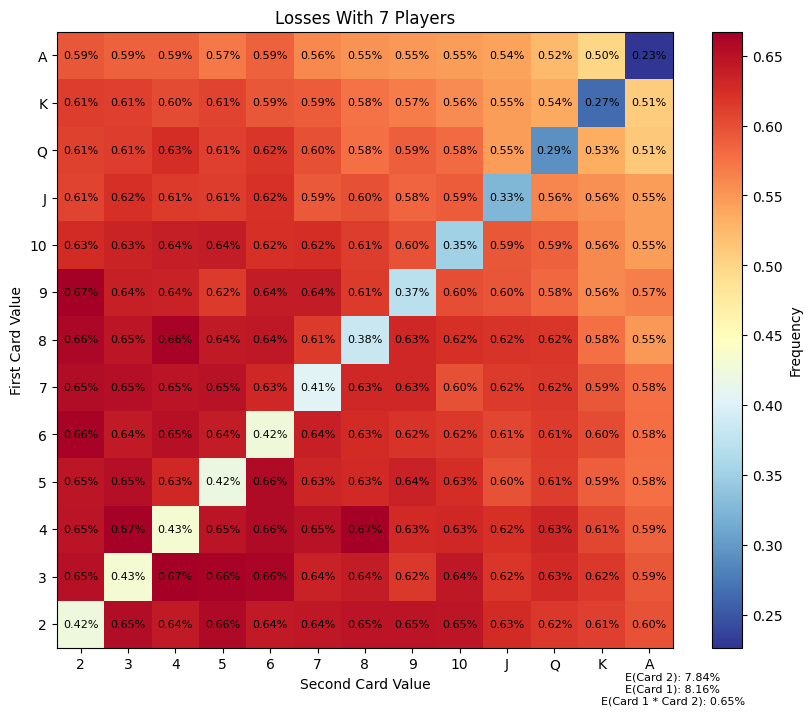 Losses With 7 Players
A 0.59% 0.59% 0.59% 0.57% 0.59% 0.56% 0.55% 0.55% 0.55% 0.54% 0.52% 0.50% 0.23%
K 0.61% 0.61% 0.60% 0.61% 0.59% 0.59% 0.58% 0.57% 0.56% 0.55% 0.54% 0.27% 0.51%
Q 0.61% 0.61% 0.63% 0.61% 0.62% 0.60% 0.58% 0.59% 0.58% 0.55% 0.29% 0.53% 0.51%
J 0.61% 0.62% 0.61% 0.61% 0.62% 0.59% 0.60% 0.58% 0.59% 0.33% 0.56% 0.56% 0.55%
10 0.63% 0.63% 0.64% 0.64% 0.62% 0.62% 0.61% 0.60% 0.35% 0.59% 0.59% 0.56% 0.55%
9 0.67% 0.64% 0.64% 0.62% 0.64% 0.64% 0.61% 0.37% 0.60% 0.60% 0.58% 0.56% 0.57%
8 0.66% 0.65% 0.66% 0.64% 0.64% 0.61% 0.38% 0.63% 0.62% 0.62% 0.62% 0.58% 0.55%
7 0.65% 0.65% 0.65% 0.65% 0.63% 0.41% 0.63% 0.63% 0.60% 0.62% 0.62% 0.59% 0.58%
6 0.66% 0.64% 0.65% 0.64% 0.42% 0.64% 0.63% 0.62% 0.62% 0.61% 0.61% 0.60% 0.58%
5 0.65% 0.65% 0.63% 0.42% 0.66% 0.63% 0.63% 0.64% 0.63% 0.60% 0.61% 0.59% 0.58%
4 0.65% 0.67% 0.43% 0.65% 0.66% 0.65% 0.67% 0.63% 0.63% 0.62% 0.63% 0.61% 0.59%
3 0.65% 0.43% 0.67% 0.66% 0.66% 0.64% 0.64% 0.62% 0.64% 0.62% 0.63% 0.62% 0.59%
2 0.42% 0.65% 0.64% 0.66% 0.64% 0.64% 0.65% 0.65% 0.65% 0.63% 0.62% 0.61% 0.60%
2 3 4 5 6 7 8 9 10 J Q K A
First Card Value
Second Card Value
0.65
0.60
0.55
0.50
0.45
0.40
0.35
0.30
0.25
Frequency
E(Card 2): 7.84%
E(Card 1): 8.16%
E(Card 1 * Card 2): 0.65%